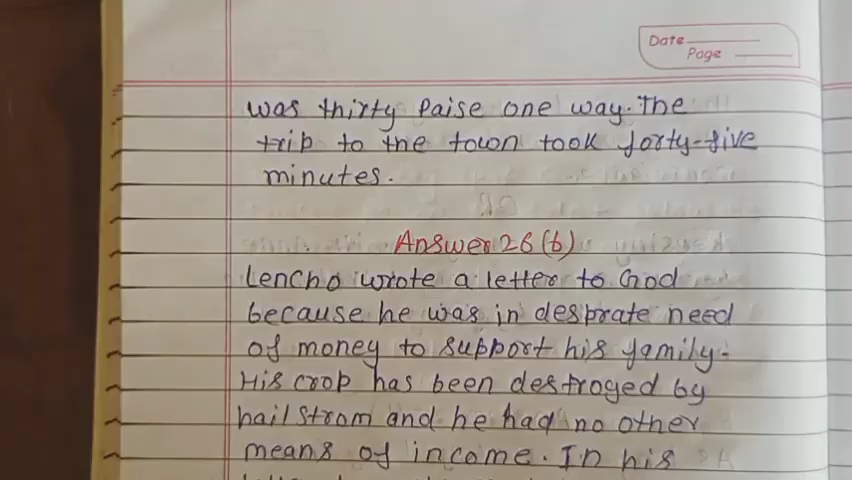 Date
Page
was thirty paise one way. The
trip to the town took forty-five
minutes.
Answer 26 (b)
Lencho wrote a letter to God
because he was in desprate need
of money to support his family.
His crop has been destroyed by
hailstrom and he had no other
means of income. In his